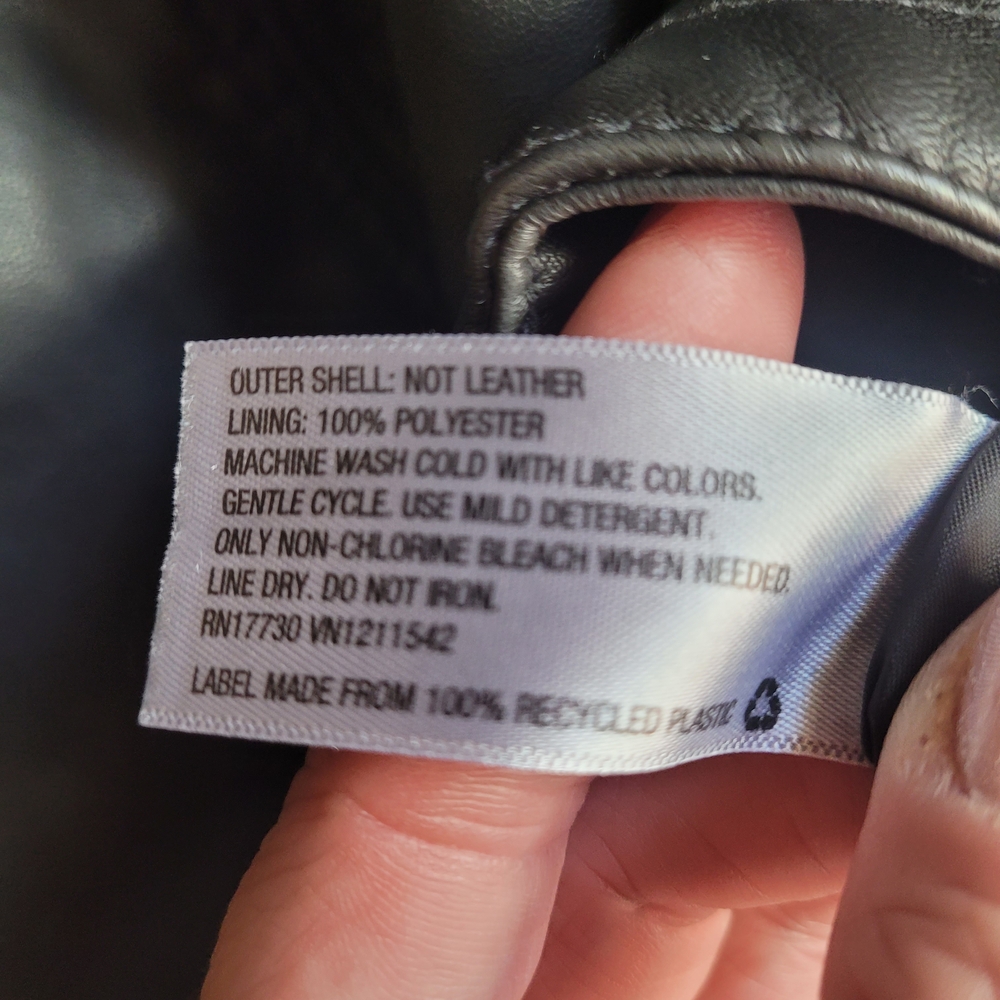 OUTER SHELL: NOT LEATHER
LINING: 100% POLYESTER
MACHINE WASH COLD WITH LIKE COLORS.
GENTLE CYCLE. USE MILD DETERGENT.
ONLY NON-CHLORINE BLEACH WHEN NEEDED.
LINE DRY. DO NOT IRON.
RN17730 VN1211542
LABEL MADE FROM 100% RECYCLED PLASTIC